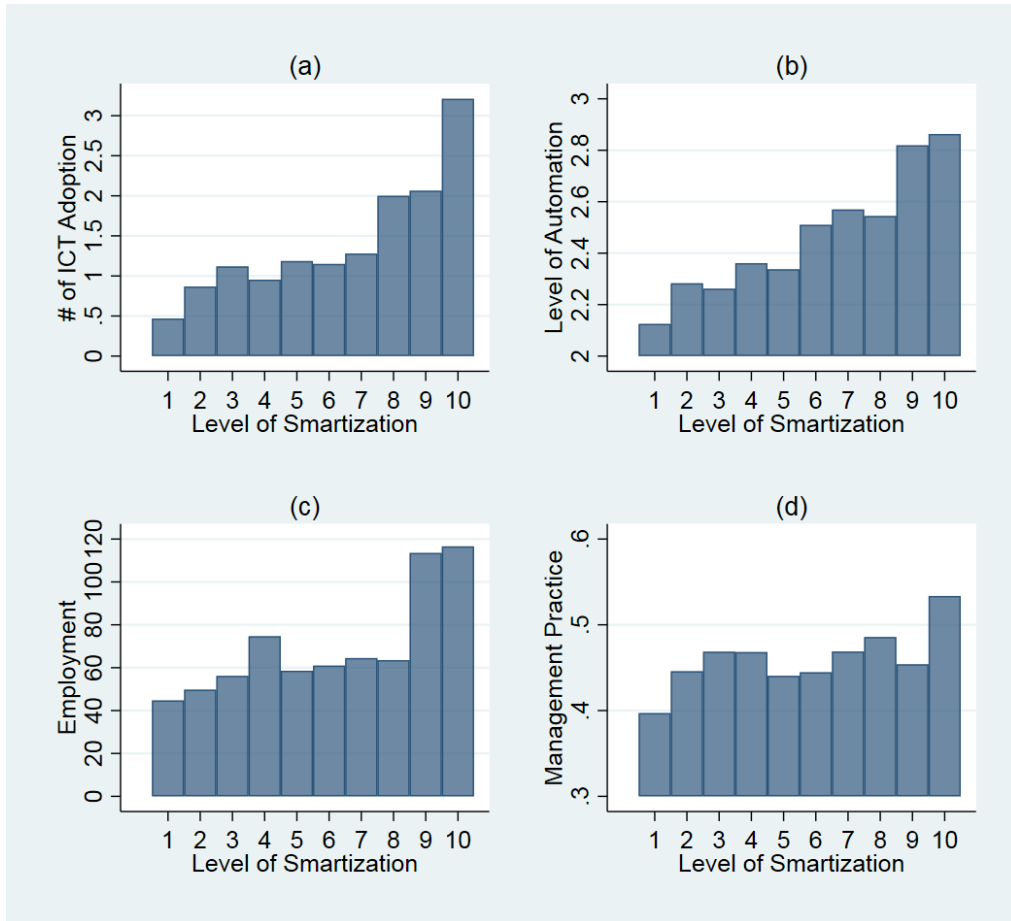 (a)
# of ICT Adoption
3
2.5
2
1.5
1
.5
0
1 2 3 4 5 6 7 8 9 10
Level of Smartization
(b)
Level of Automation
3
2.8
2.6
2.4
2.2
2
1 2 3 4 5 6 7 8 9 10
Level of Smartization
(c)
Employment
120
100
80
60
40
20
0
1 2 3 4 5 6 7 8 9 10
Level of Smartization
(d)
Management Practice
.6
.5
.4
.3
1 2 3 4 5 6 7 8 9 10
Level of Smartization